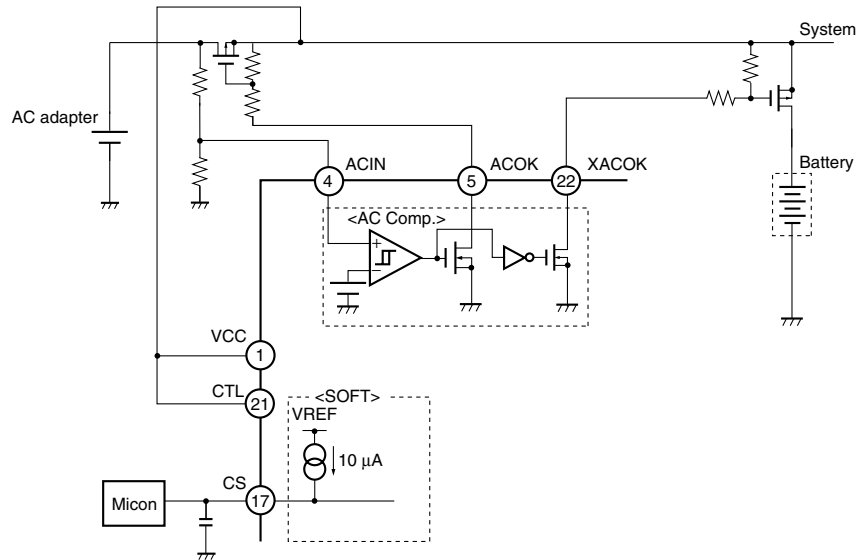 System
AC adapter
ACIN
ACOK
XACOK
4
5
22
Battery
<AC Comp.>
+
−
VCC
1
CTL
21
<SOFT>
VREF
10 μA
CS
17
Micon